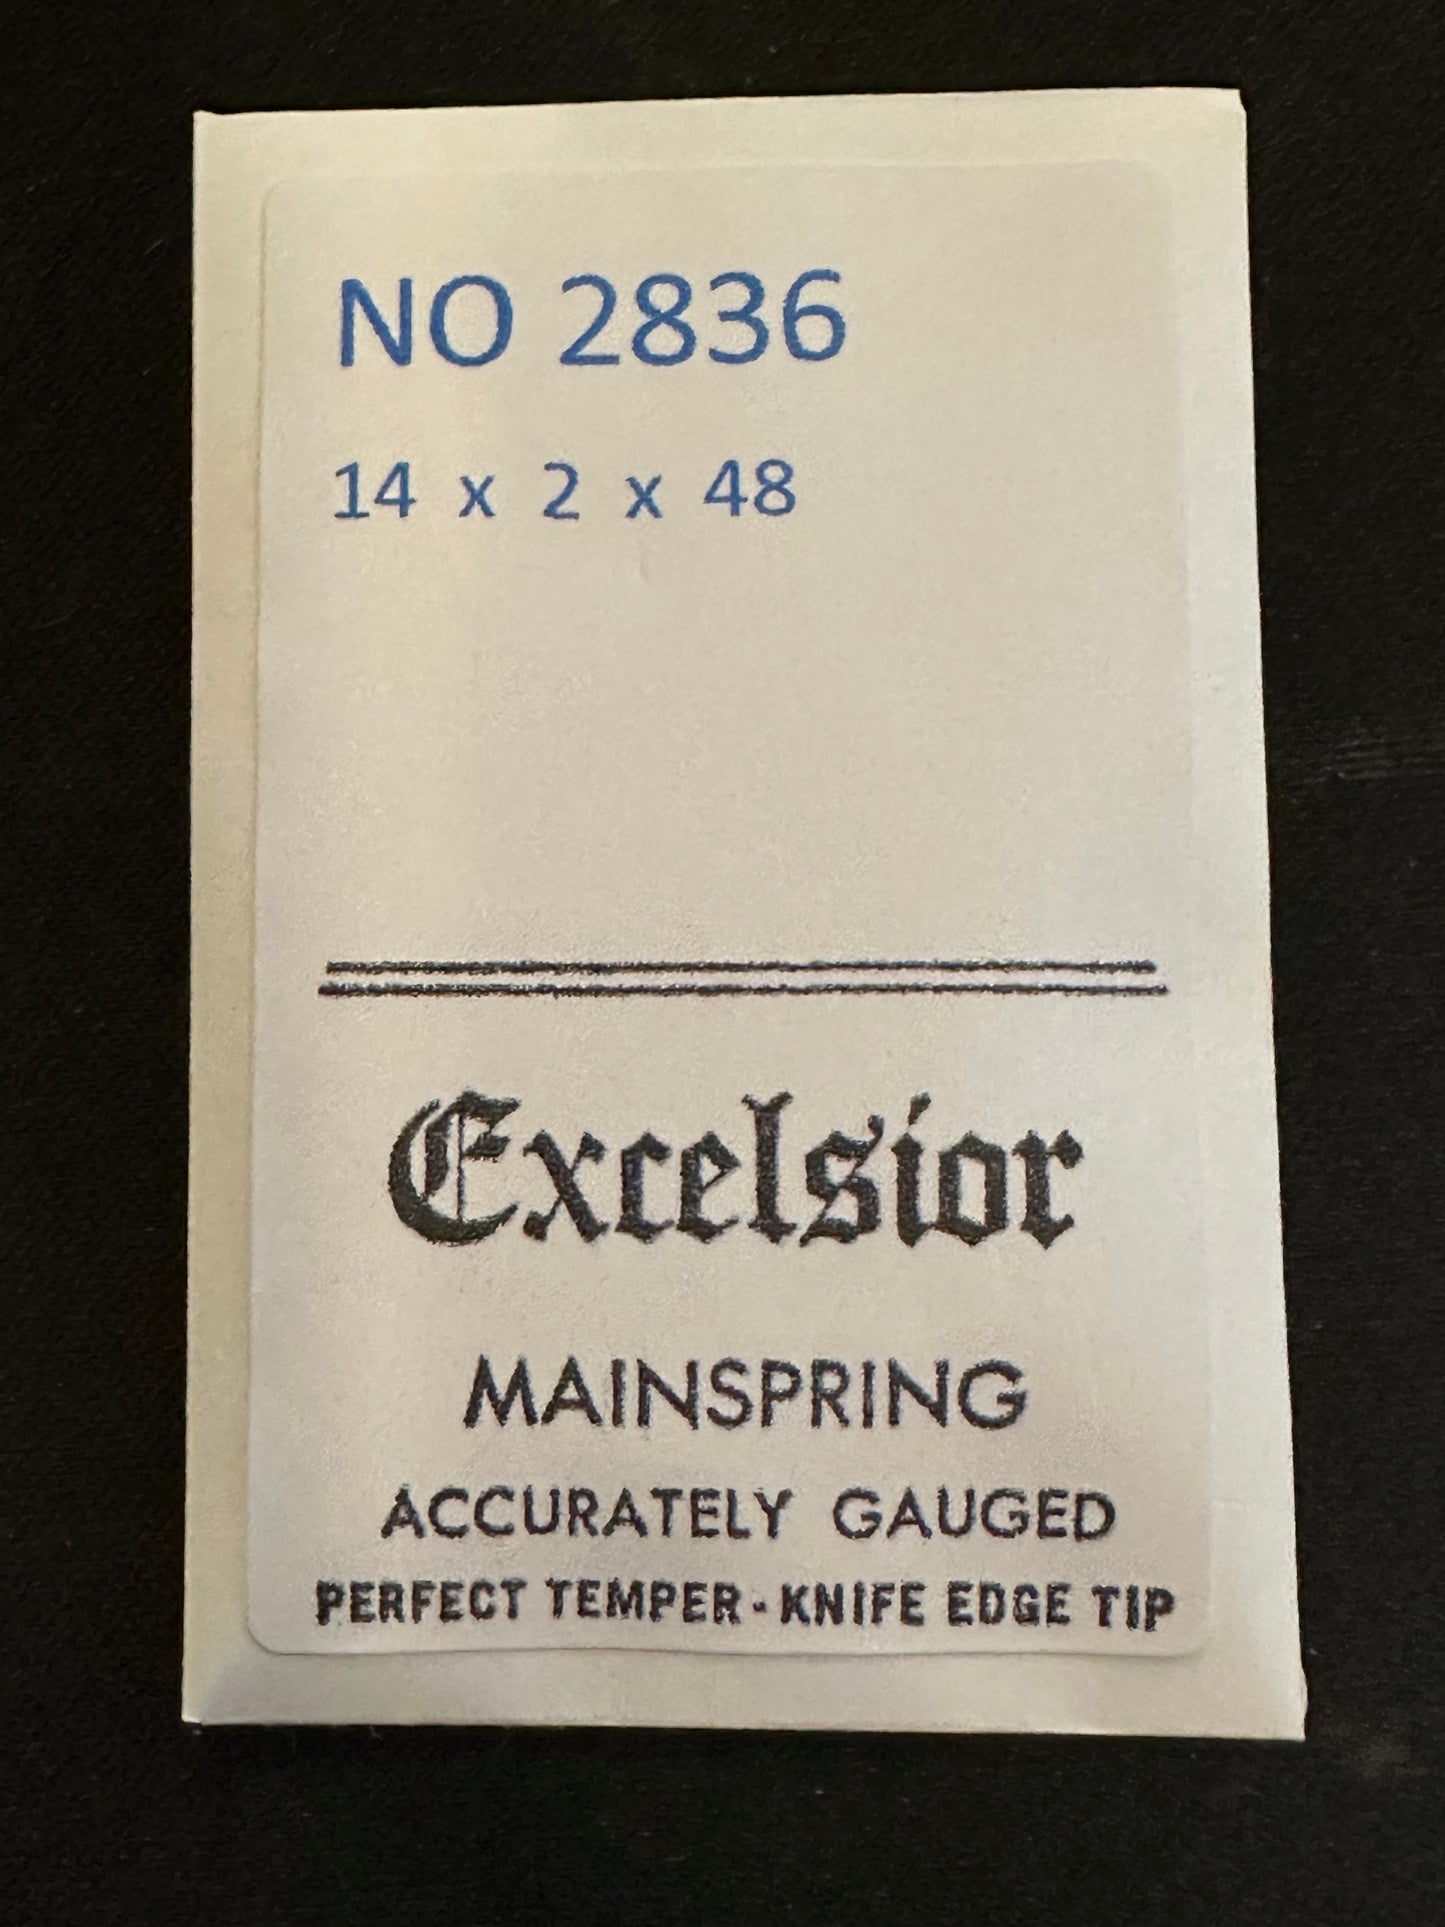 NO 2836
14 x 2 x 48
Excelsior
MAINSPRING
ACCURATELY GAUGED
PERFECT TEMPER - KNIFE EDGE TIP